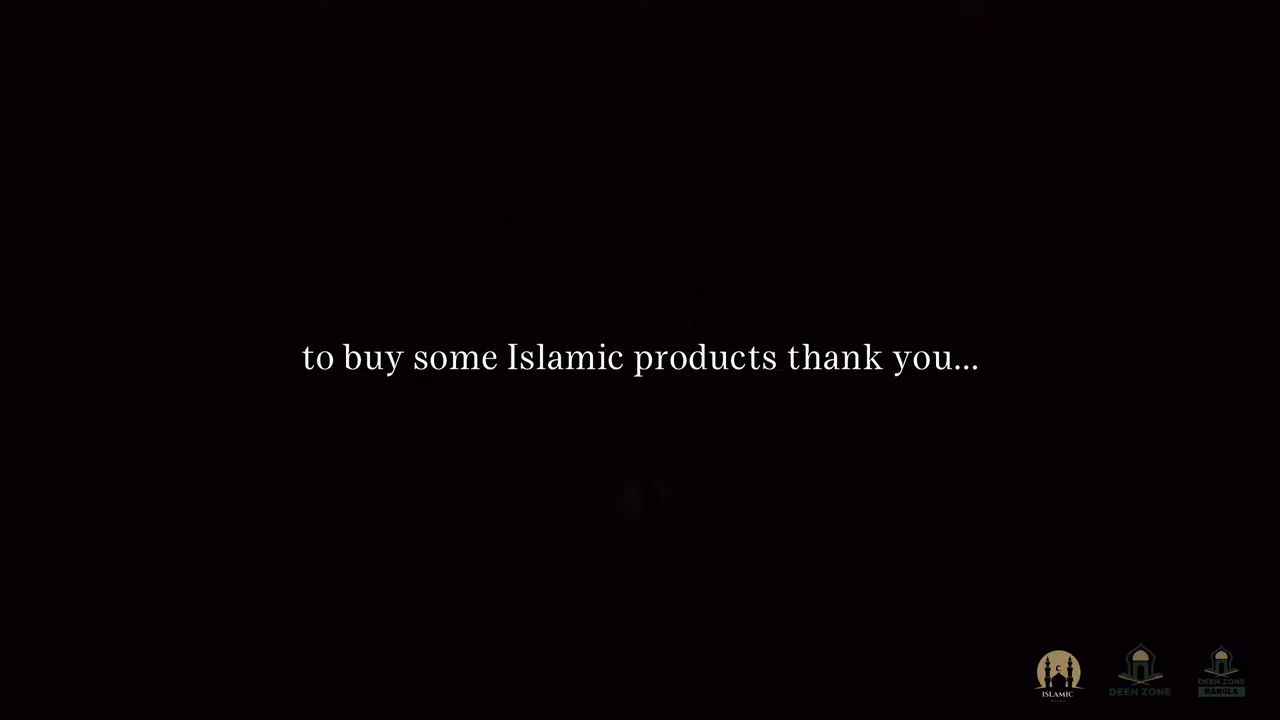 to buy some Islamic products thank you...
ISLAMIC
DEEN ZONE
DEEN ZONE
BANGLA